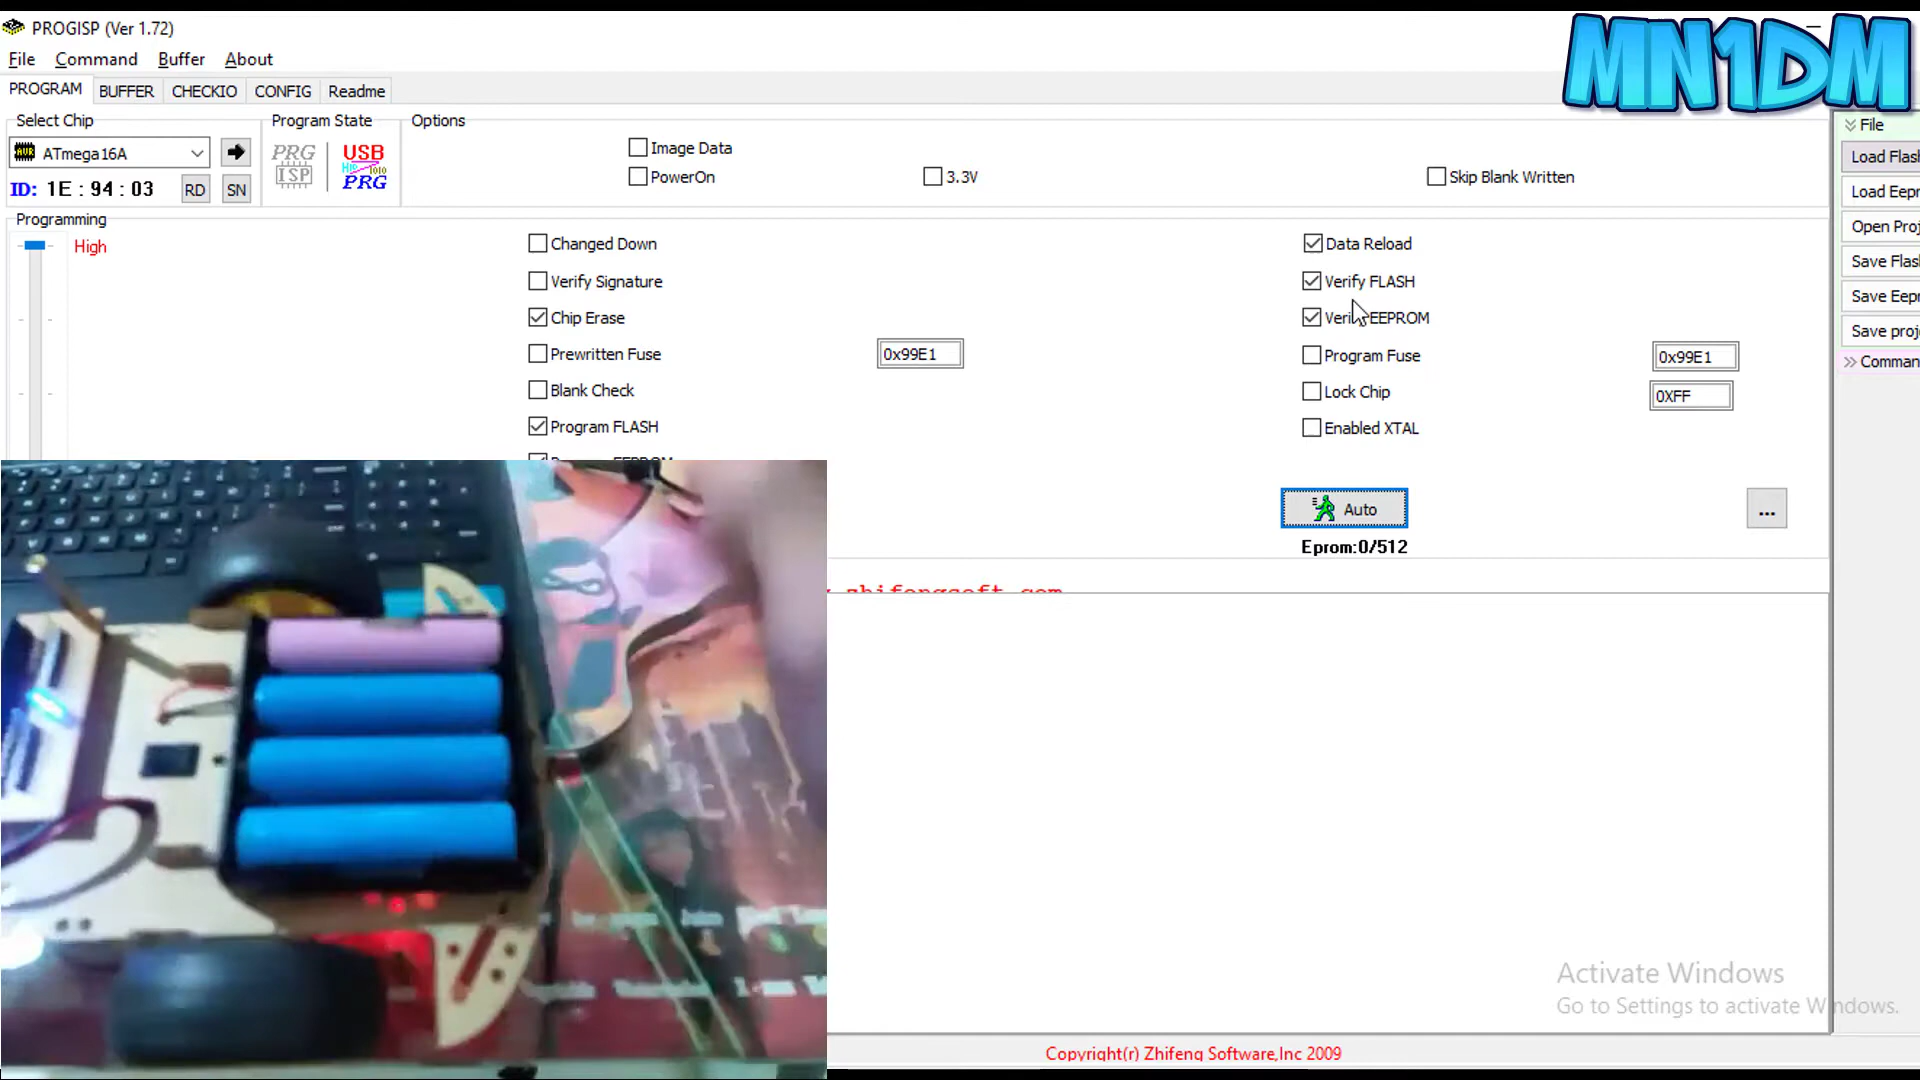 PROGISP (Ver 1.72)
MN1DM
File Command Buffer About
PROGRAM BUFFER CHECKIO CONFIG Readme
Select Chip Program State Options
File
ATmega16A
PRG ISP
USB PRG
Image Data
Load Flash
PowerOn 3.3V Skip Blank Written
ID: 1E : 94 : 03 RD SN
Load Eepr
Programming
Open Proj
High
Changed Down Data Reload
Save Flas
Verify Signature Verify FLASH
Save Eepr
Chip Erase EEPROM
Save proj
Prewritten Fuse 0x99E1 Program Fuse 0x99E1
Comman
Blank Check Lock Chip 0XFF
Program FLASH Enabled XTAL
Auto ...
Eprom:0/512
zhifengsoft.com
Activate Windows
Go to Settings to activate Windows.
Copyright(r) Zhifeng Software,Inc 2009